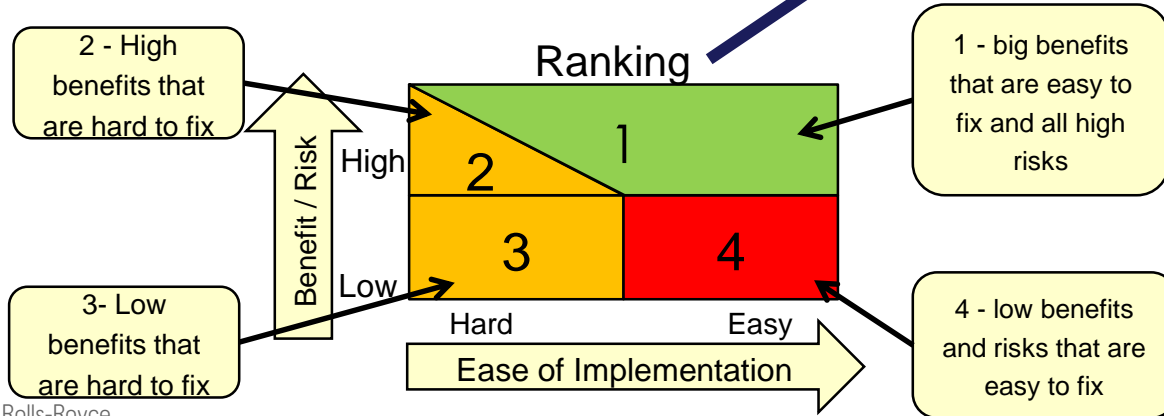 2 - High
benefits that
are hard to fix
Ranking
1 - big benefits
that are easy to
fix and all high
risks
Benefit / Risk
High
Low
1
2
3
4
3- Low
benefits that
are hard to fix
Hard
Easy
Ease of Implementation
4 - low benefits
and risks that are
easy to fix
Rolls-Royce